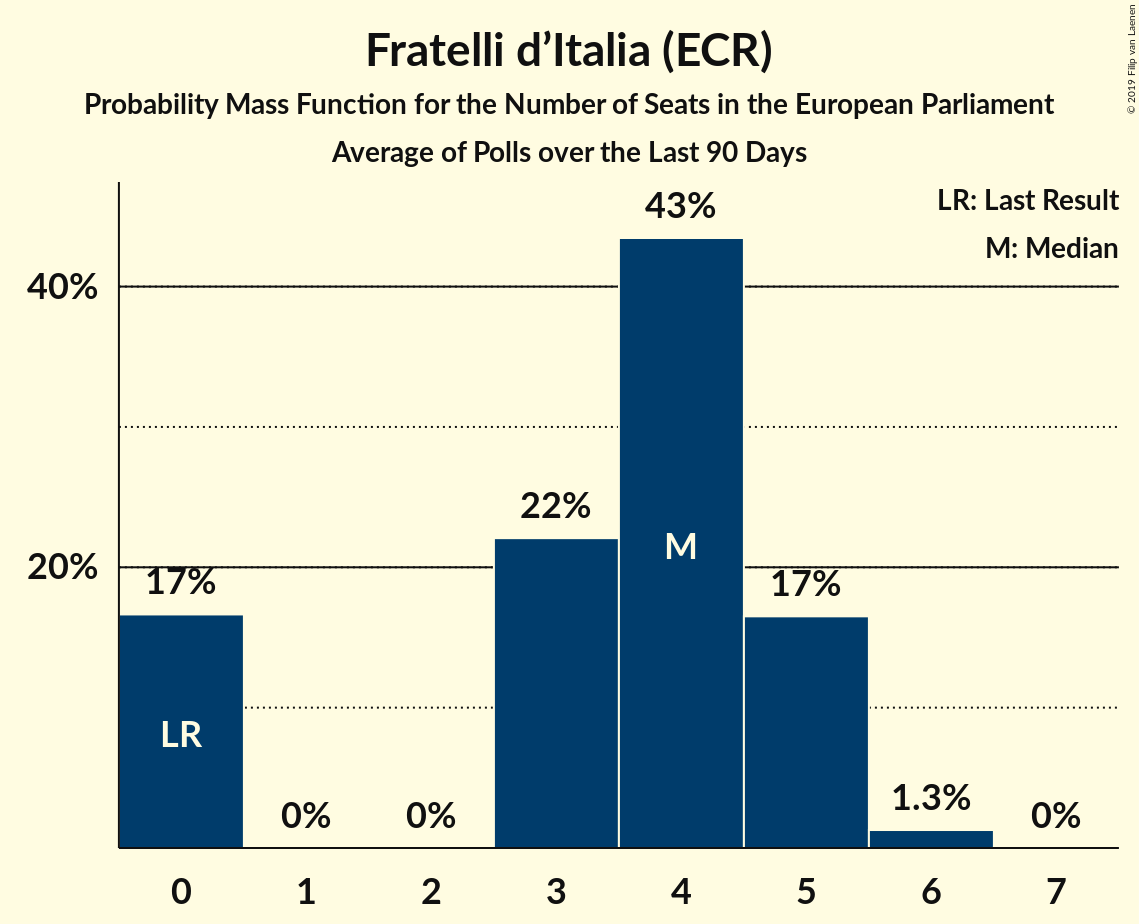 Fratelli d’Italia (ECR)
Probability Mass Function for the Number of Seats in the European Parliament
Average of Polls over the Last 90 Days
© 2019 Filip van Laenen
LR: Last Result
M: Median
43%
40%
22%
M
20%
17%
17%
LR
0%
0%
1.3%
0%
0 1 2 3 4 5 6 7